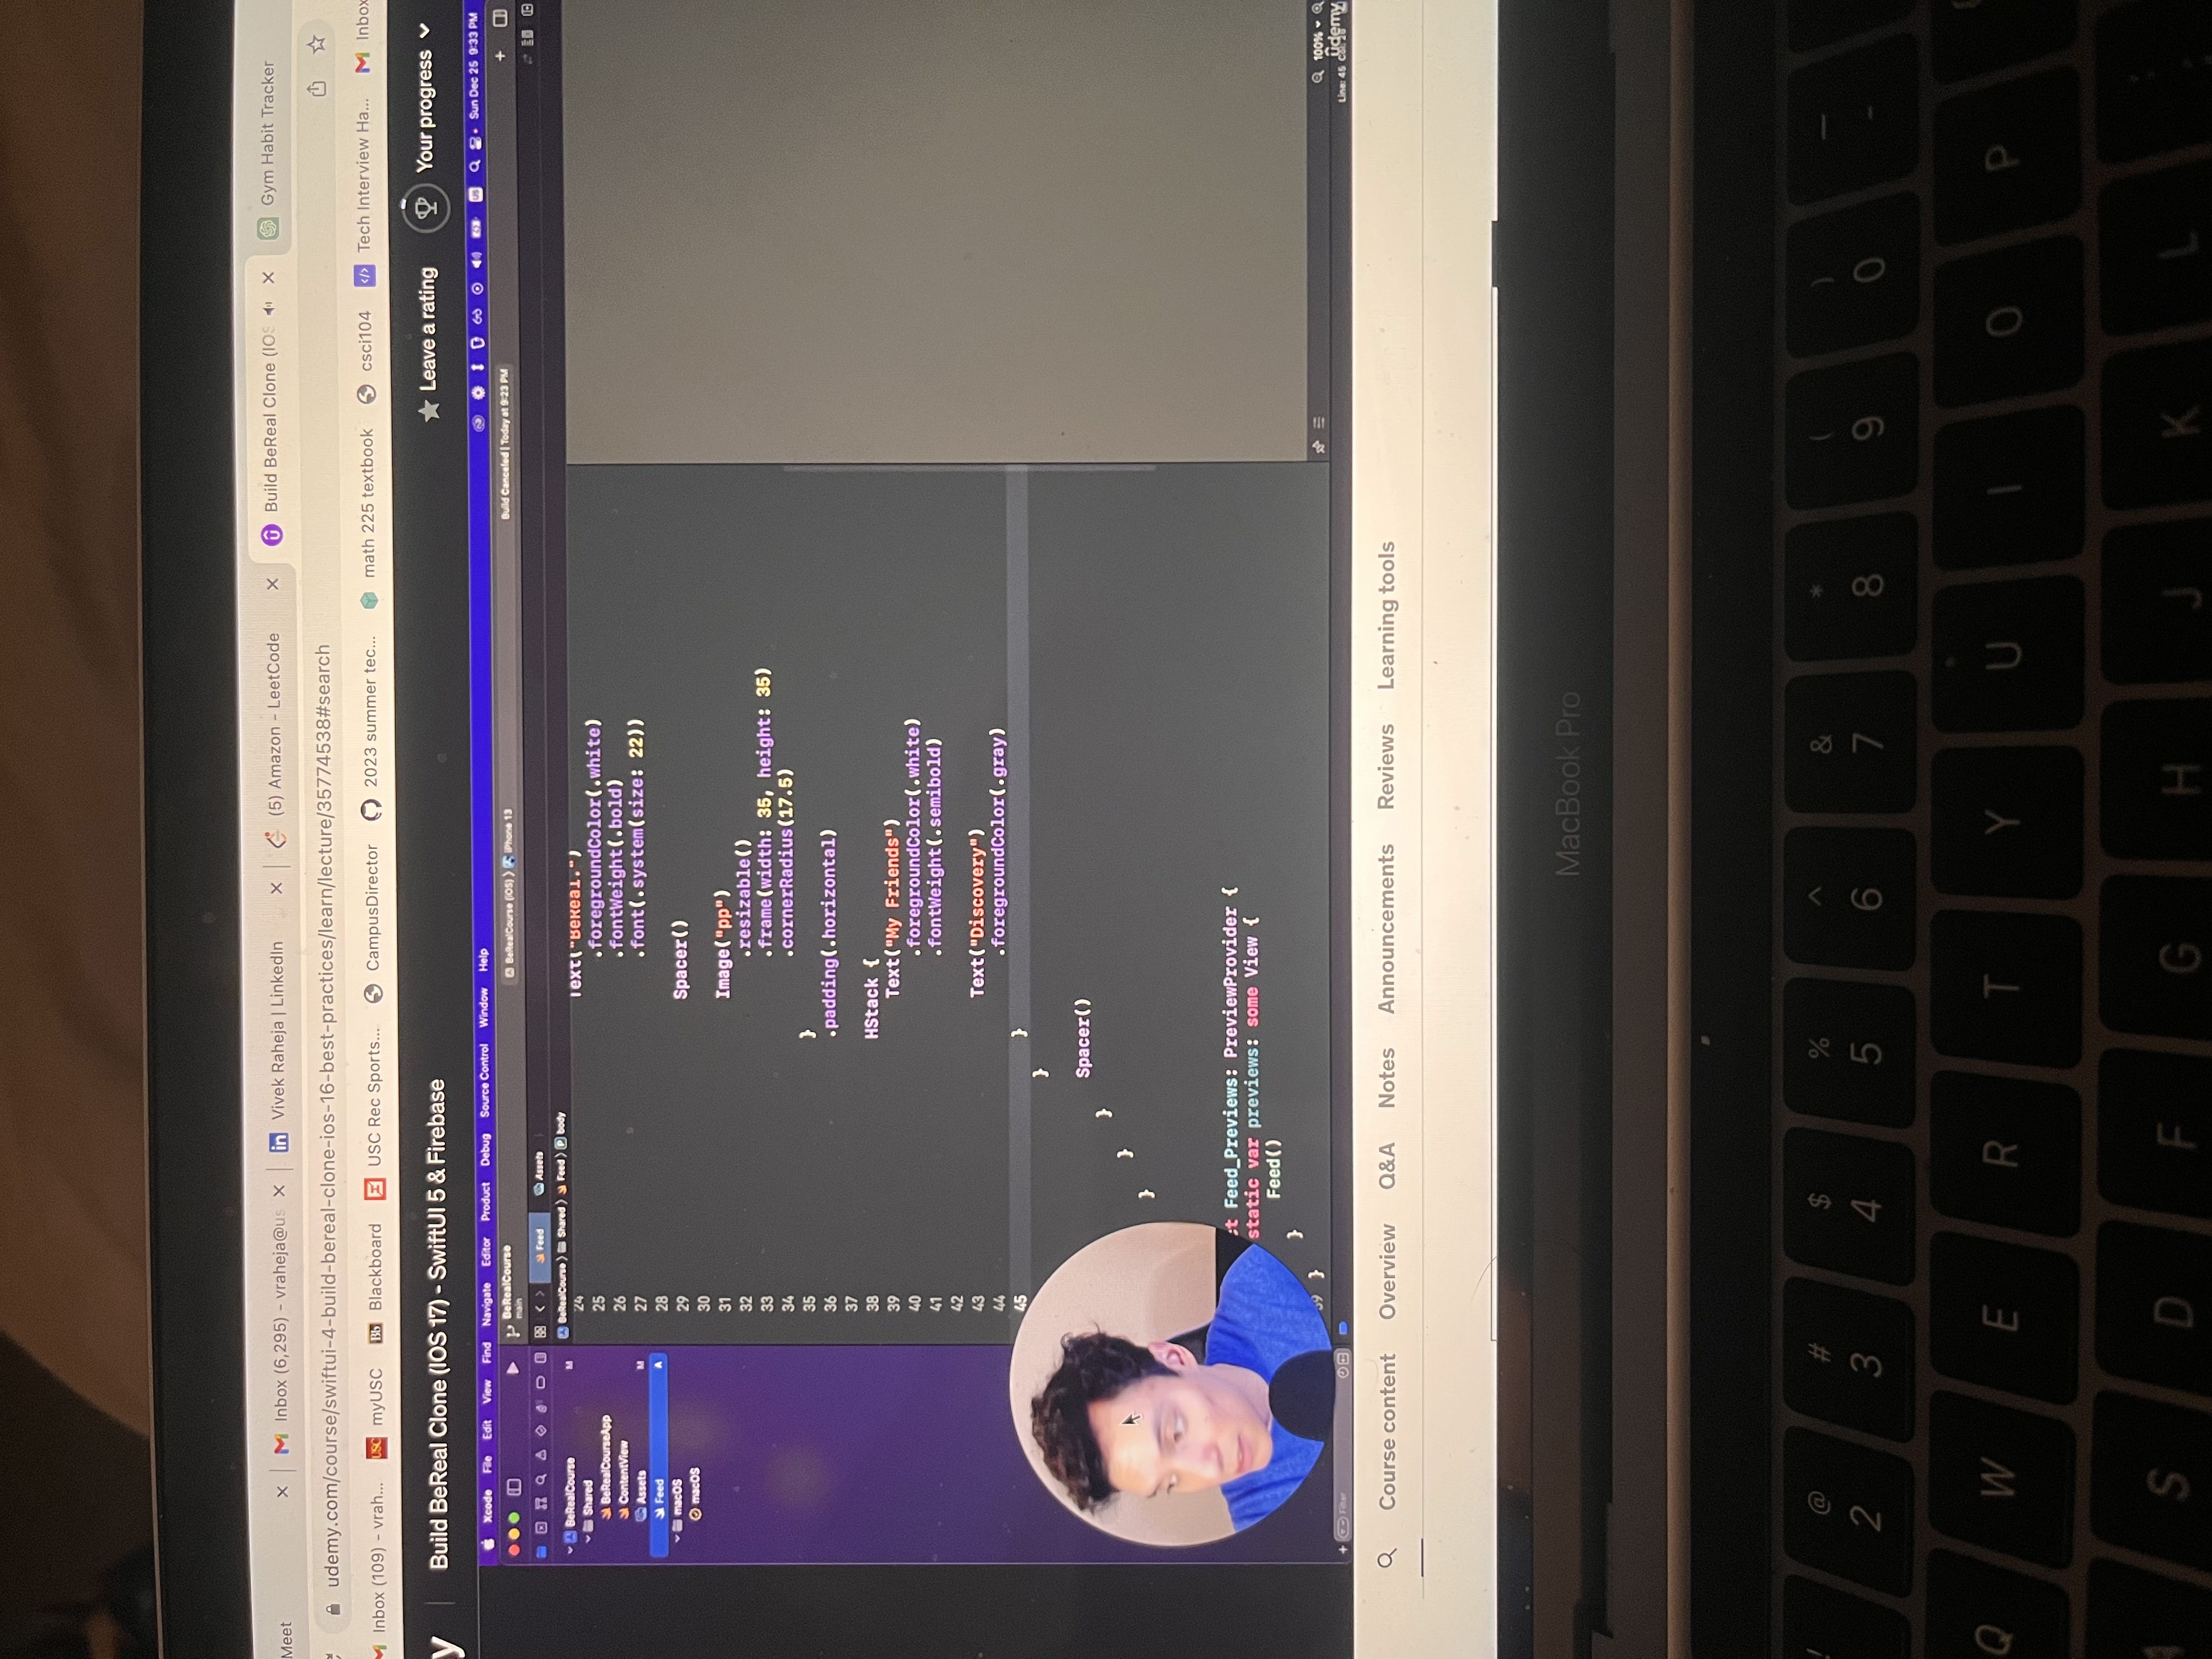 Meet
Inbox (6,295) - vraheja@us
Vivek Raheja | LinkedIn
(5) Amazon - LeetCode
Build BeReal Clone (IOS
Gym Habit Tracker
udemy.com/course/swiftui-4-build-bereal-clone-ios-16-best-practices/learn/lecture/35774538#search
Inbox (109) - vrah...
USC myUSC
Bb Blackboard
USC Rec Sports...
CampusDirector
2023 summer tec...
math 225 textbook
csci104
</> Tech Interview Ha...
Inbox
y
Build BeReal Clone (IOS 17) - SwiftUI 5 & Firebase
Leave a rating
Your progress
Xcode File Edit View Find Navigate Editor Product Debug Source Control Window Help
US
Sun Dec 25 9:33 PM
BeRealCourse
main
BeRealCourse (iOS) 〉 iPhone 13
Build Canceled | Today at 9:23 PM
Feed
Assets
BeRealCourse 〉 Shared 〉 Feed 〉 P body
BeRealCourse M
Shared
BeRealCourseApp
ContentView
Assets M
Feed A
macOS
macOS
24 Text("BeReal.")
25 .foregroundColor(.white)
26 .fontWeight(.bold)
27 .font(.system(size: 22))
28
29 Spacer()
30
31 Image("pp")
32 .resizable()
33 .frame(width: 35, height: 35)
34 .cornerRadius(17.5)
35 }
36 .padding(.horizontal)
37
38 HStack {
39 Text("My Friends")
40 .foregroundColor(.white)
41 .fontWeight(.semibold)
42
43 Text("Discovery")
44 .foregroundColor(.gray)
45 }
}
Spacer()
}
}
}
t Feed_Previews: PreviewProvider {
static var previews: some View {
Feed()
}
59 }
+ Filter
100%
Line: 45
ûdemy
Course content
Overview
Q&A
Notes
Announcements
Reviews
Learning tools
MacBook Pro
! @ # $ % ^ & * ( ) —
2 3 4 5 6 7 8 9 0 -
Q W E R T Y U I O P
S D F G H J K L